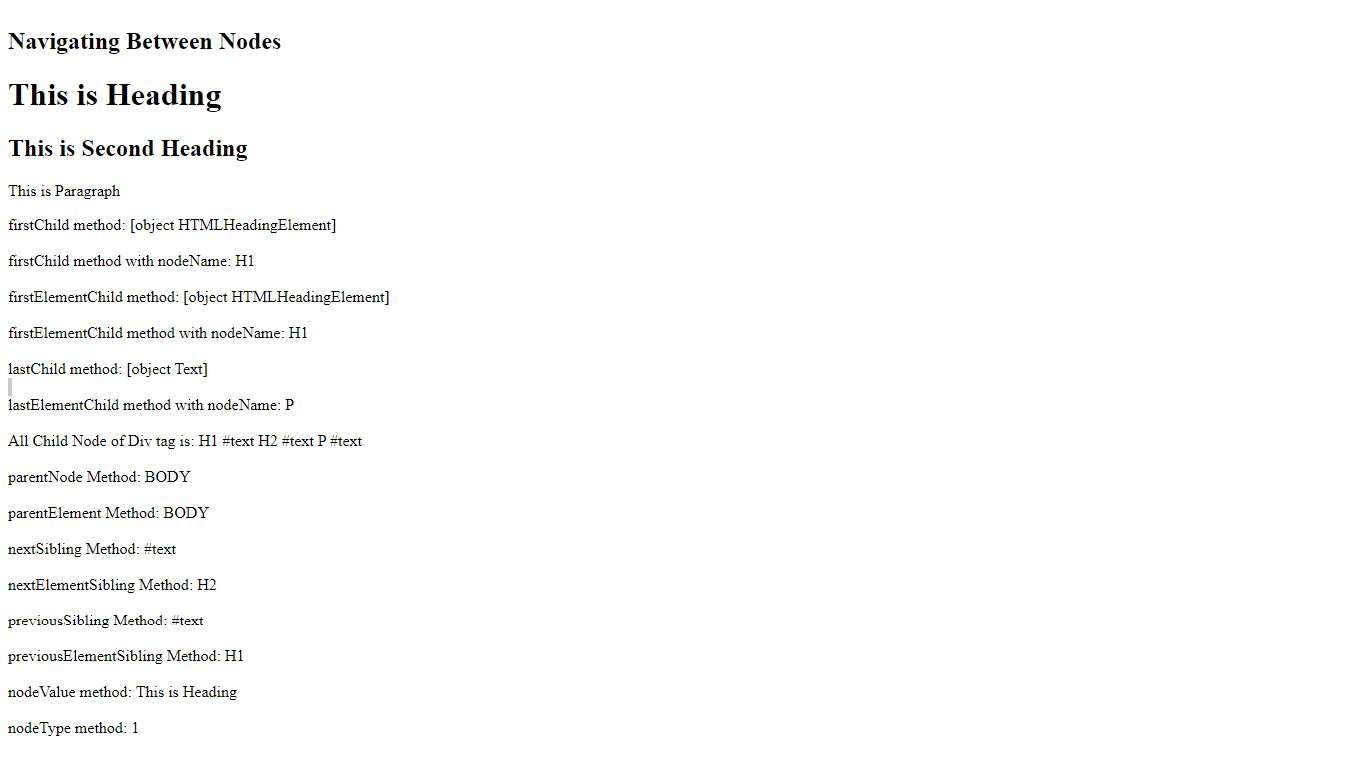 Navigating Between Nodes
This is Heading
This is Second Heading
This is Paragraph
firstChild method: [object HTMLHeadingElement]
firstChild method with nodeName: H1
firstElementChild method: [object HTMLHeadingElement]
firstElementChild method with nodeName: H1
lastChild method: [object Text]
lastElementChild method with nodeName: P
All Child Node of Div tag is: H1 #text H2 #text P #text
parentNode Method: BODY
parentElement Method: BODY
nextSibling Method: #text
nextElementSibling Method: H2
previousSibling Method: #text
previousElementSibling Method: H1
nodeValue method: This is Heading
nodeType method: 1